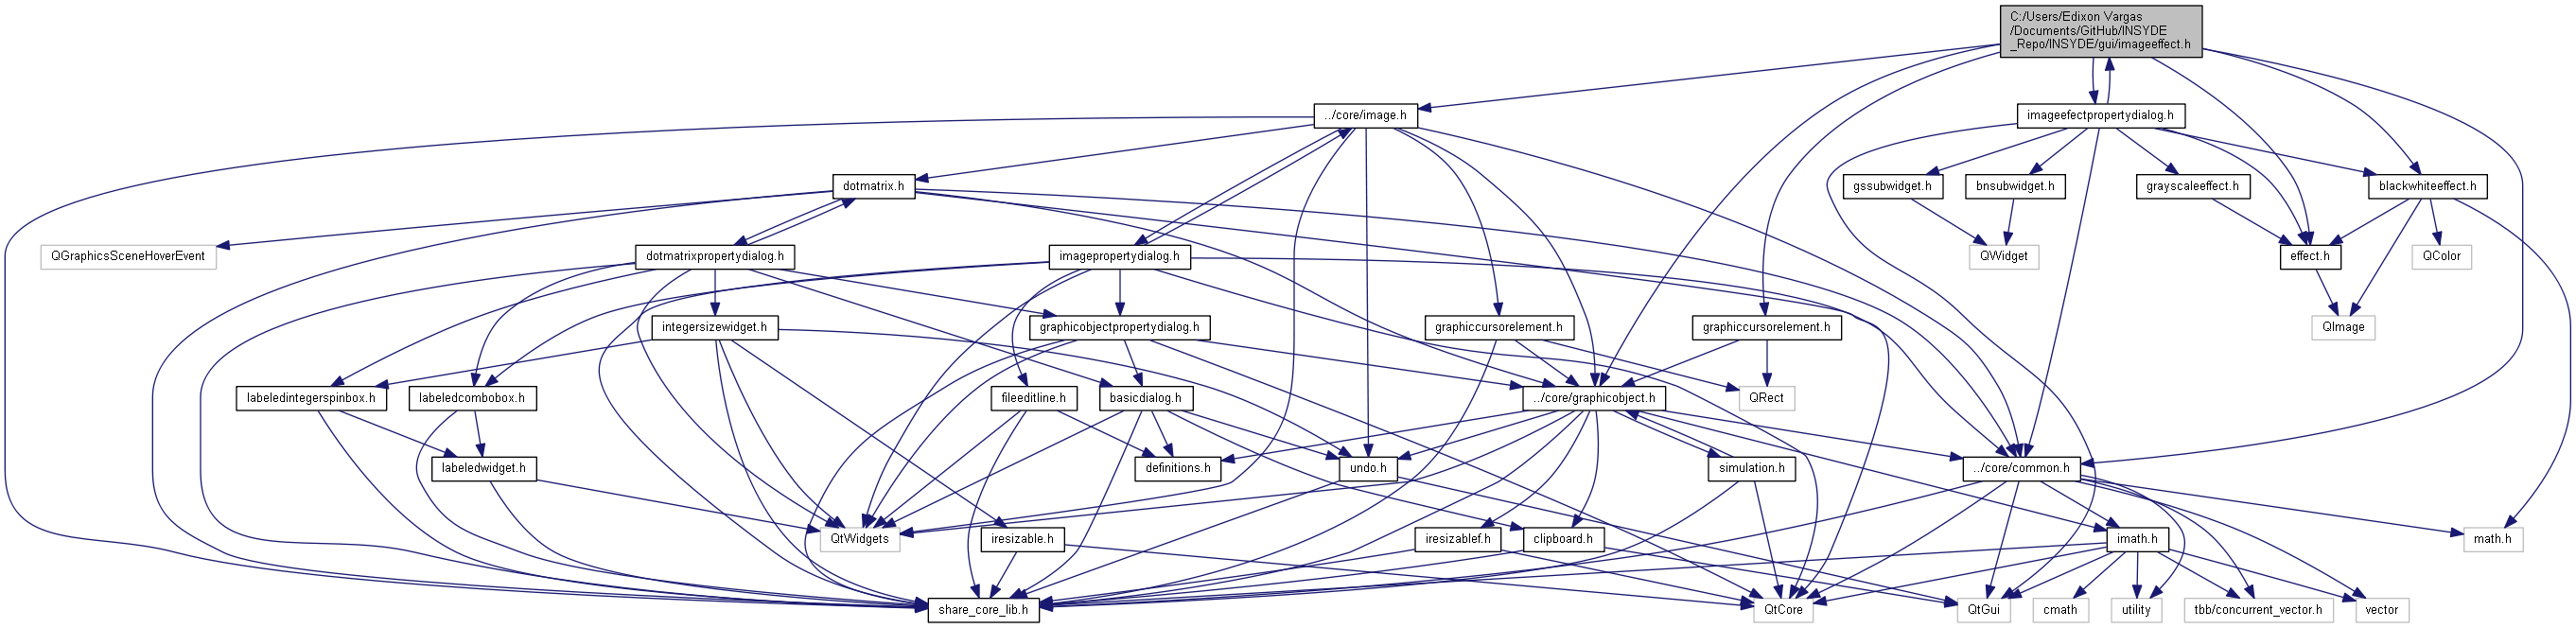 C:/Users/Edixon Vargas
/Documents/GitHub/INSYDE
_Repo/INSYDE/gui/imageeffect.h
../core/image.h
imageefectpropertydialog.h
dotmatrix.h
gssubwidget.h
bnsubwidget.h
grayscaleeffect.h
blackwhiteeffect.h
QGraphicsSceneHoverEvent
dotmatrixpropertydialog.h
imagepropertydialog.h
QWidget
effect.h
QColor
integersizewidget.h
graphicobjectpropertydialog.h
graphiccursorelement.h
graphiccursorelement.h
QImage
labeledintegerspinbox.h
labeledcombobox.h
fileeditline.h
basicdialog.h
../core/graphicobject.h
QRect
labeledwidget.h
definitions.h
undo.h
simulation.h
../core/common.h
QtWidgets
iresizable.h
iresizablef.h
clipboard.h
imath.h
math.h
share_core_lib.h
QtCore
QtGui
cmath
utility
tbb/concurrent_vector.h
vector